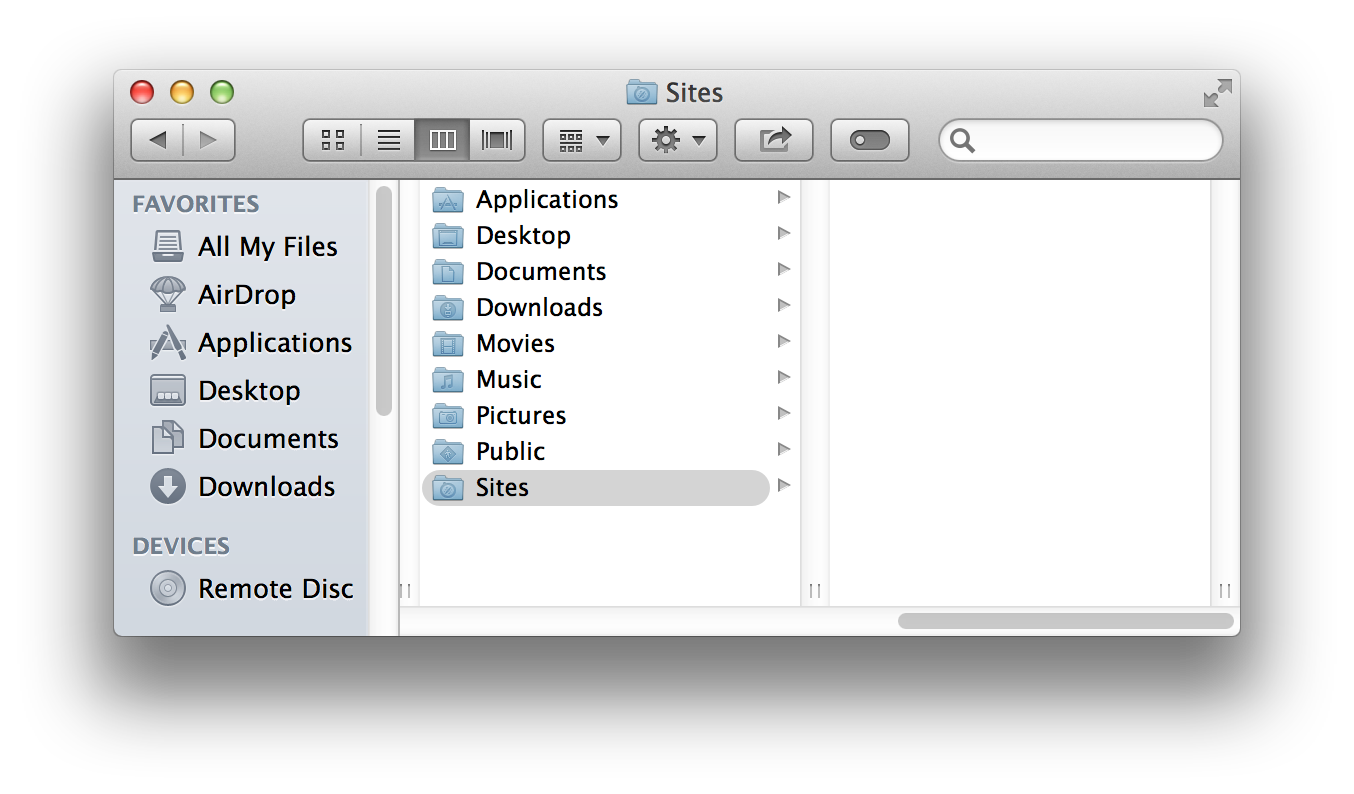 Sites
FAVORITES
All My Files
AirDrop
Applications
Desktop
Documents
Downloads
DEVICES
Remote Disc
Applications
Desktop
Documents
Downloads
Movies
Music
Pictures
Public
Sites